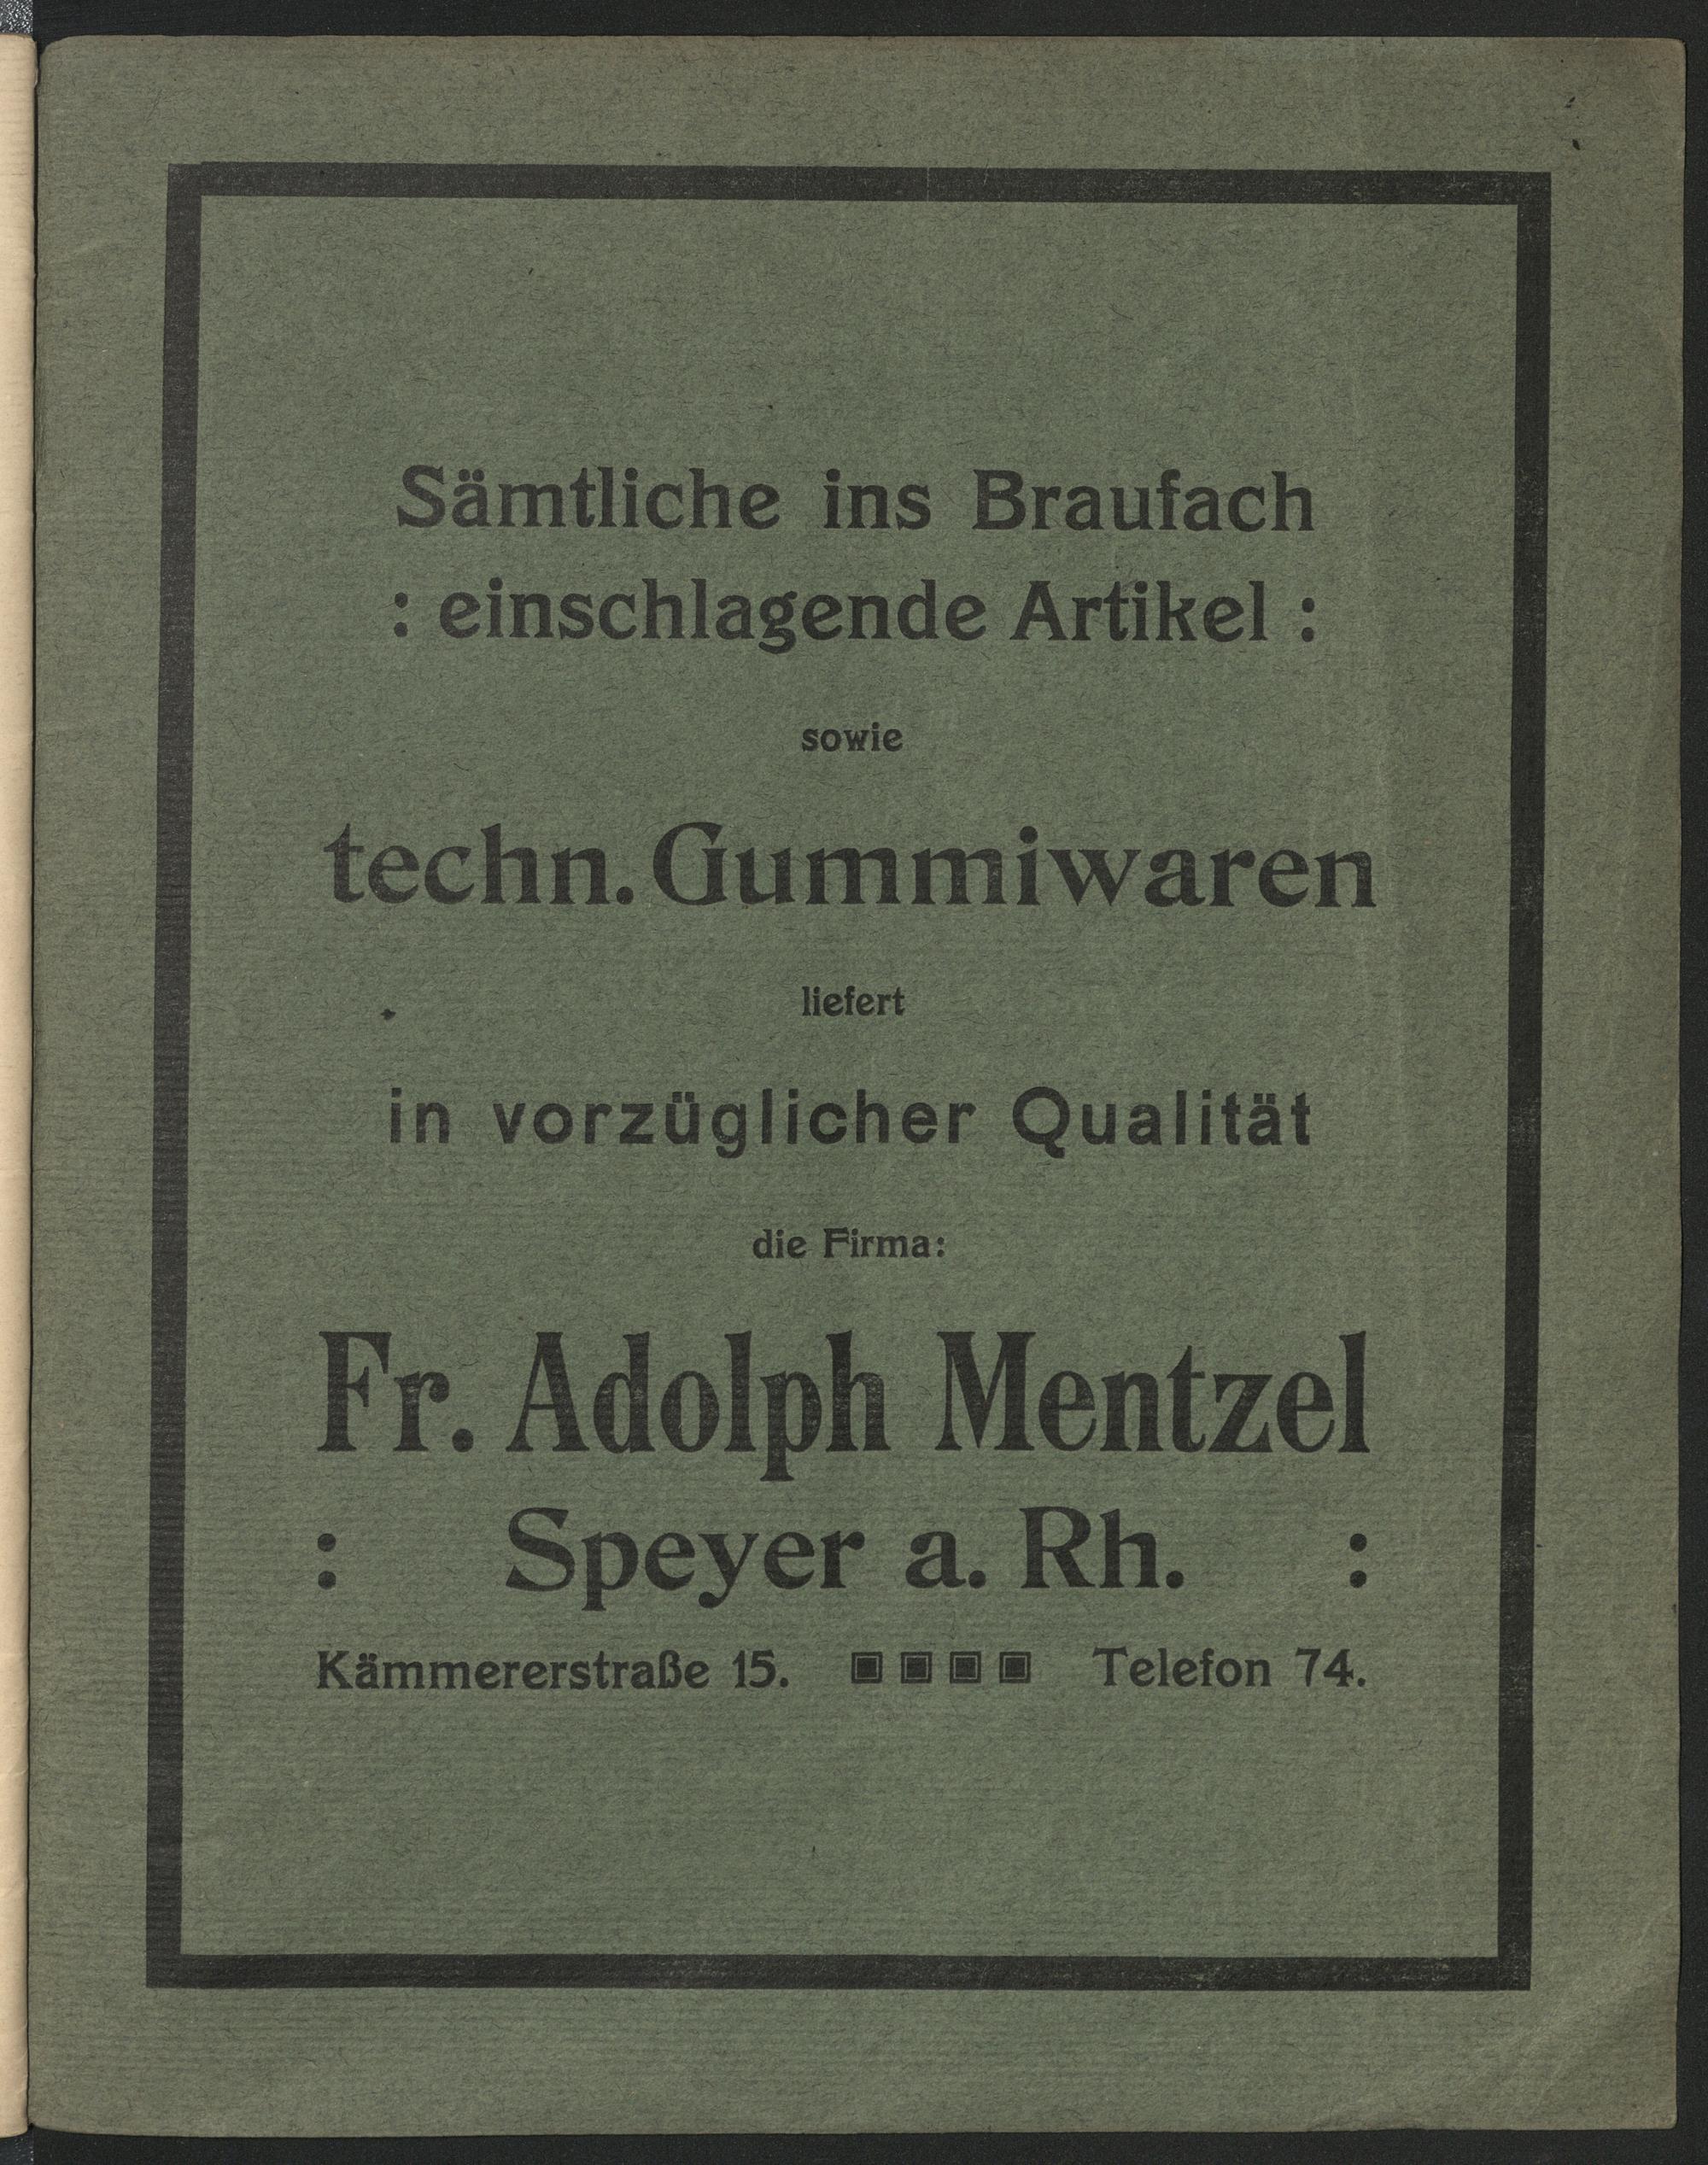 Sämtliche ins Braufach
: einschlagende Artikel :
sowie
techn. Gummiwaren
liefert
in vorzüglicher Qualität
die Firma:
Fr. Adolph Mentzel
: Speyer a. Rh. :
Kämmererstraße 15. ▣ ▣ ▣ ▣ Telefon 74.